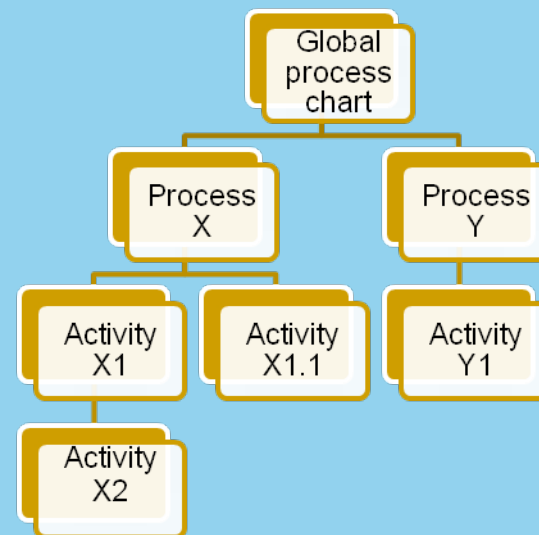 Global
process
chart
Process
X
Process
Y
Activity
X1
Activity
X1.1
Activity
Y1
Activity
X2